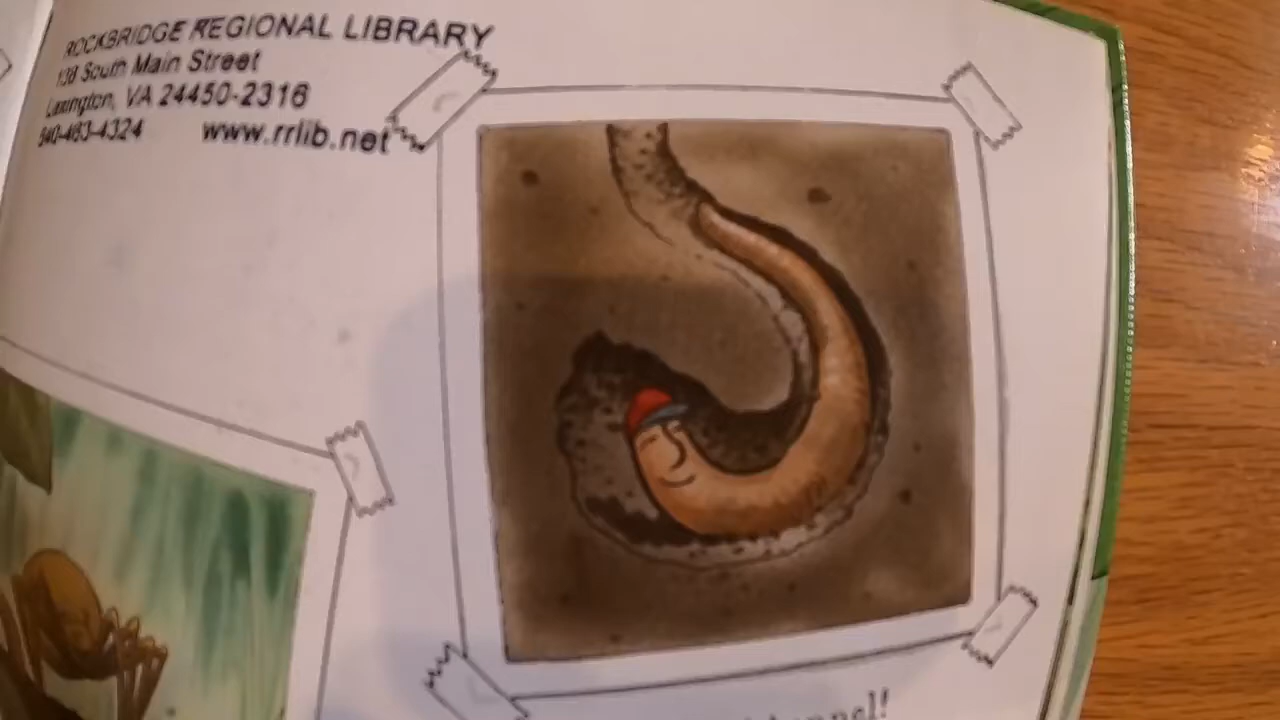 ROCKBRIDGE REGIONAL LIBRARY
138 South Main Street
Lexington, VA 24450-2316
540-463-4324 www.rrlib.net